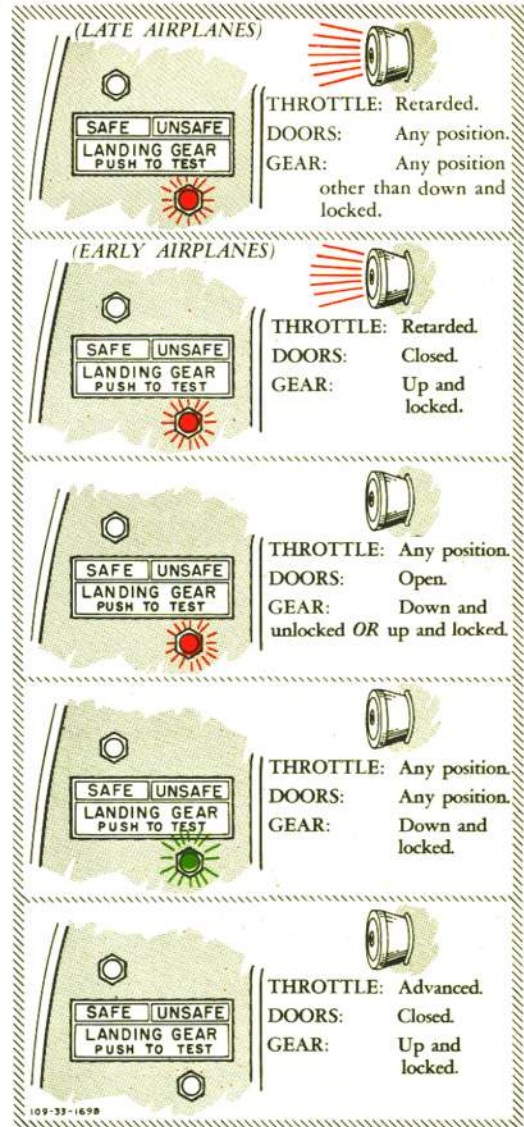 (LATE AIRPLANES)
SAFE UNSAFE
LANDING GEAR
PUSH TO TEST
THROTTLE: Retarded.
DOORS: Any position.
GEAR: Any position
other than down and
locked.
(EARLY AIRPLANES)
SAFE UNSAFE
LANDING GEAR
PUSH TO TEST
THROTTLE: Retarded.
DOORS: Closed.
GEAR: Up and
locked.
SAFE UNSAFE
LANDING GEAR
PUSH TO TEST
THROTTLE: Any position.
DOORS: Open.
GEAR: Down and
unlocked OR up and locked.
SAFE UNSAFE
LANDING GEAR
PUSH TO TEST
THROTTLE: Any position.
DOORS: Any position.
GEAR: Down and
locked.
SAFE UNSAFE
LANDING GEAR
PUSH TO TEST
THROTTLE: Advanced.
DOORS: Closed.
GEAR: Up and
locked.
109-33-169B